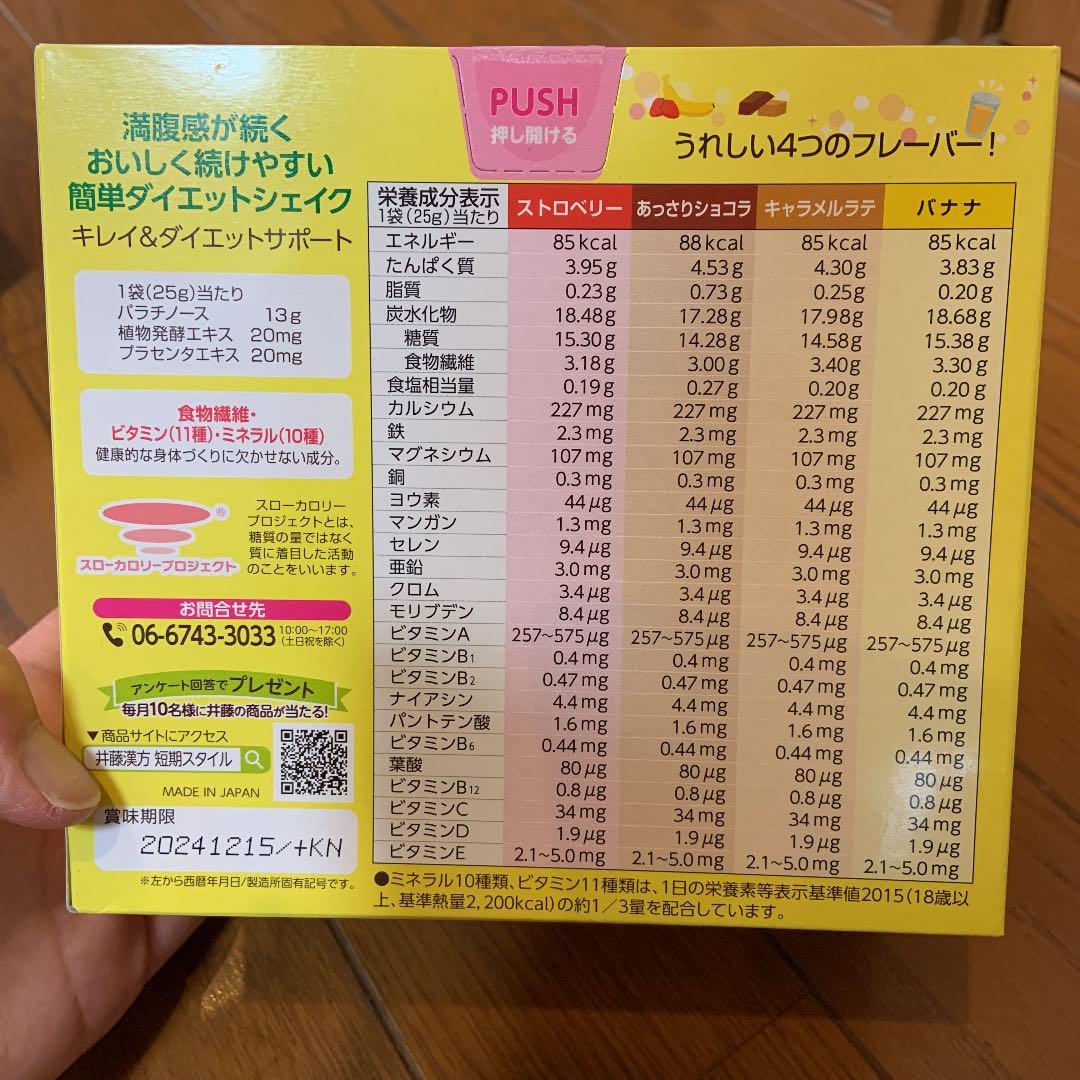 PUSH
押し開ける
うれしい4つのフレーバー!
満腹感が続く
おいしく続けやすい
簡単ダイエットシェイク
キレイ&ダイエットサポート
1袋(25g)当たり
パラチノース 13g
植物発酵エキス 20mg
プラセンタエキス 20mg
食物繊維・
ビタミン(11種)・ミネラル(10種)
健康的な身体づくりに欠かせない成分。
®
スローカロリープロジェクト
スローカロリー
プロジェクトとは、
糖質の量ではなく
質に着目した活動
のことをいいます。
お問合せ先
06-6743-3033 10:00~17:00
(土日祝を除く)
アンケート回答でプレゼント
毎月10名様に井藤の商品が当たる!
▼商品サイトにアクセス
井藤漢方 短期スタイル
MADE IN JAPAN
賞味期限
20241215/+KN
※左から西暦年月日/製造所固有記号です。
栄養成分表示
1袋(25g)当たり ストロベリー あっさりショコラ キャラメルラテ バナナ
エネルギー 85kcal 88kcal 85kcal 85kcal
たんぱく質 3.95g 4.53g 4.30g 3.83g
脂質 0.23g 0.73g 0.25g 0.20g
炭水化物 18.48g 17.28g 17.98g 18.68g
糖質 15.30g 14.28g 14.58g 15.38g
食物繊維 3.18g 3.00g 3.40g 3.30g
食塩相当量 0.19g 0.27g 0.20g 0.20g
カルシウム 227mg 227mg 227mg 227mg
鉄 2.3mg 2.3mg 2.3mg 2.3mg
マグネシウム 107mg 107mg 107mg 107mg
銅 0.3mg 0.3mg 0.3mg 0.3mg
ヨウ素 44μg 44μg 44μg 44μg
マンガン 1.3mg 1.3mg 1.3mg 1.3mg
セレン 9.4μg 9.4μg 9.4μg 9.4μg
亜鉛 3.0mg 3.0mg 3.0mg 3.0mg
クロム 3.4μg 3.4μg 3.4μg 3.4μg
モリブデン 8.4μg 8.4μg 8.4μg 8.4μg
ビタミンA 257~575μg 257~575μg 257~575μg 257~575μg
ビタミンB1 0.4mg 0.4mg 0.4mg 0.4mg
ビタミンB2 0.47mg 0.47mg 0.47mg 0.47mg
ナイアシン 4.4mg 4.4mg 4.4mg 4.4mg
パントテン酸 1.6mg 1.6mg 1.6mg 1.6mg
ビタミンB6 0.44mg 0.44mg 0.44mg 0.44mg
葉酸 80μg 80μg 80μg 80μg
ビタミンB12 0.8μg 0.8μg 0.8μg 0.8μg
ビタミンC 34mg 34mg 34mg 34mg
ビタミンD 1.9μg 1.9μg 1.9μg 1.9μg
ビタミンE 2.1~5.0mg 2.1~5.0mg 2.1~5.0mg 2.1~5.0mg
●ミネラル10種類、ビタミン11種類は、1日の栄養素等表示基準値2015(18歳以
上、基準熱量2,200kcal)の約1/3量を配合しています。